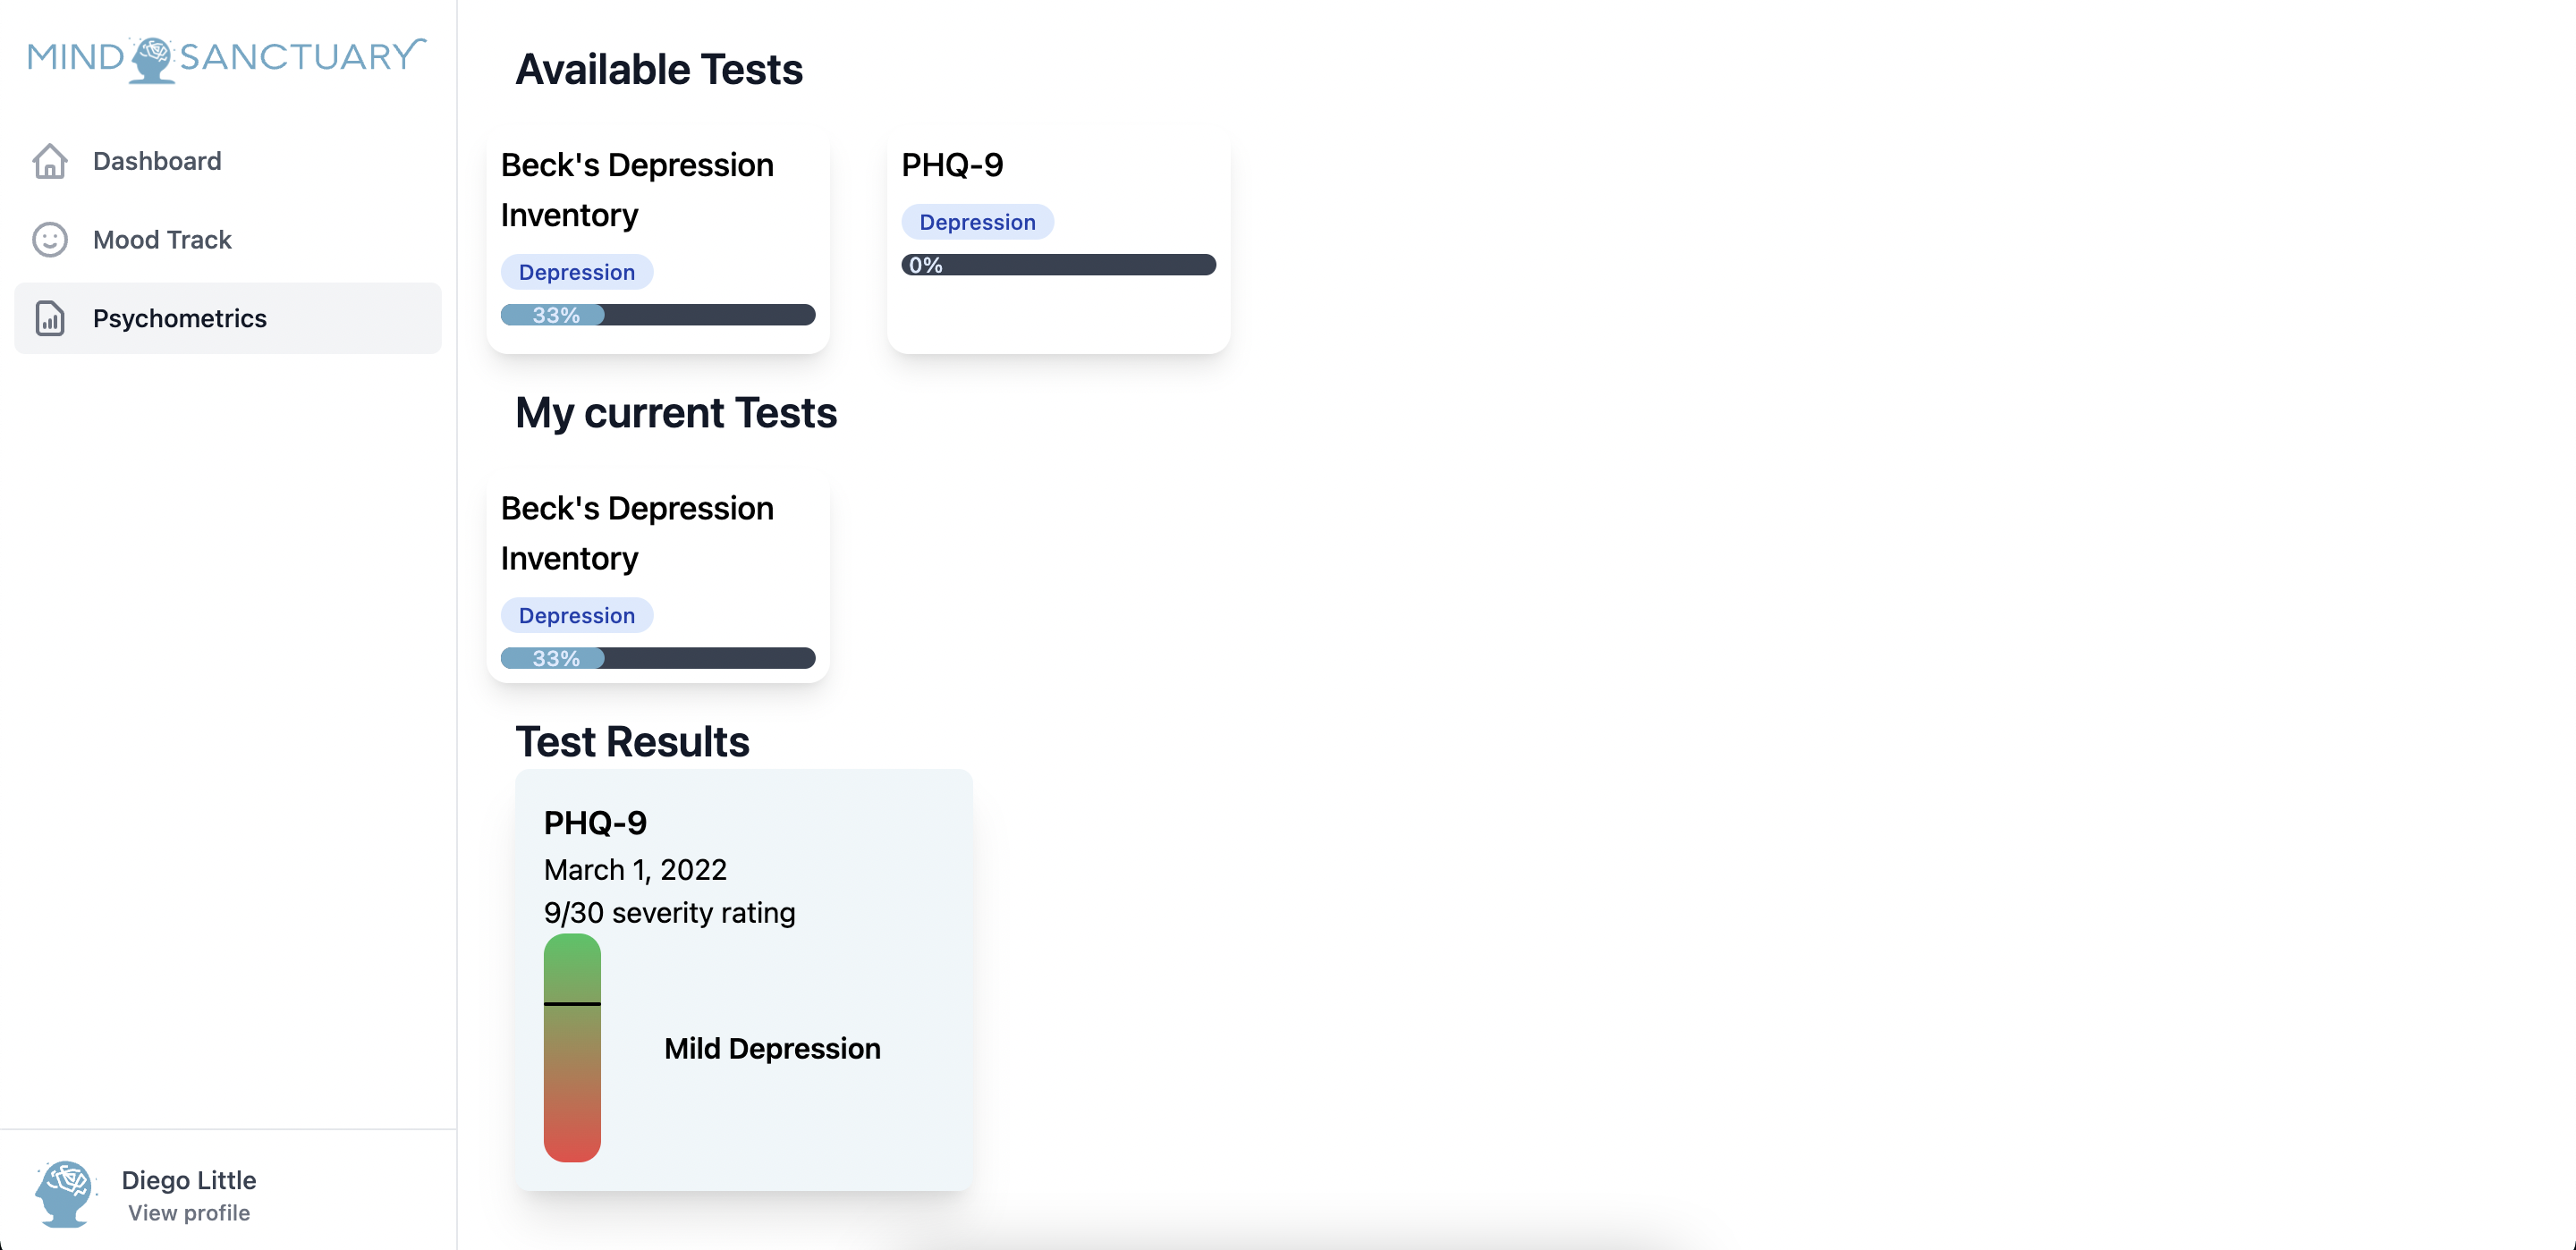 MIND SANCTUARY
Dashboard
Mood Track
Psychometrics
Diego Little
View profile
Available Tests
Beck's Depression
Inventory
Depression
33%
PHQ-9
Depression
0%
My current Tests
Beck's Depression
Inventory
Depression
33%
Test Results
PHQ-9
March 1, 2022
9/30 severity rating
Mild Depression